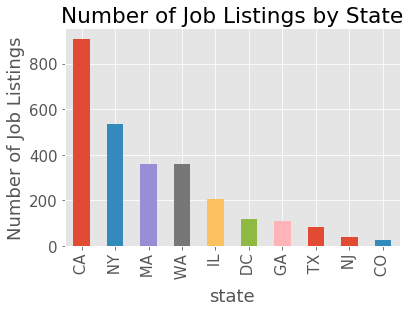 Number of Job Listings by State
Number of Job Listings
800
600
400
200
0
CA
NY
MA
WA
IL
DC
GA
TX
NJ
CO
state